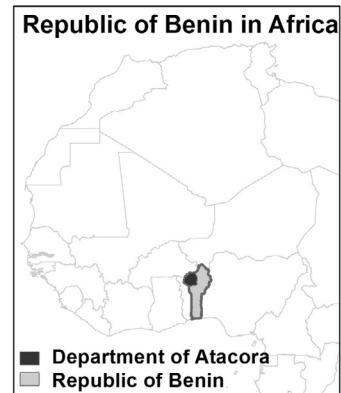 Republic of Benin in Africa
Department of Atacora
Republic of Benin